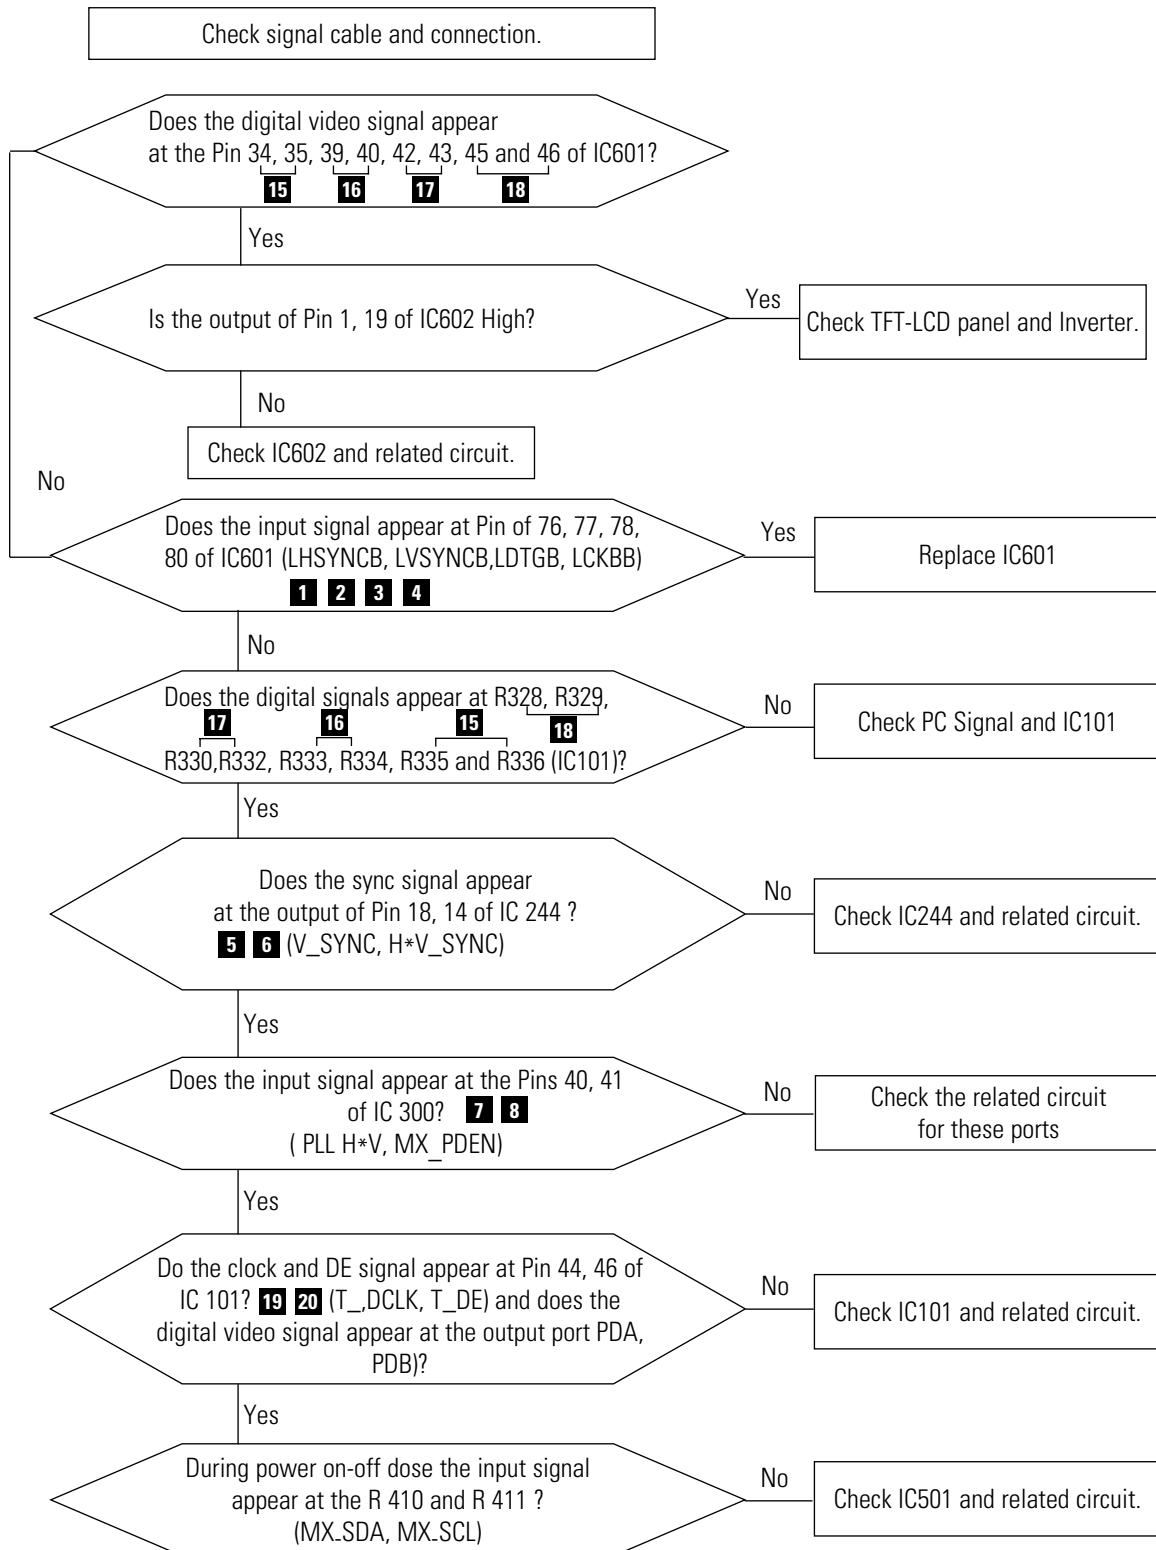 Check signal cable and connection.
Does the digital video signal appear
at the Pin 34, 35, 39, 40, 42, 43, 45 and 46 of IC601?
15 16 17 18
Yes
Is the output of Pin 1, 19 of IC602 High?
Yes
Check TFT-LCD panel and Inverter.
No
Check IC602 and related circuit.
No
Does the input signal appear at Pin of 76, 77, 78,
80 of IC601 (LHSYNCB, LVSYNCB,LDTGB, LCKBB)
1 2 3 4
Yes
Replace IC601
No
Does the digital signals appear at R328, R329,
17 16 15 18
R330,R332, R333, R334, R335 and R336 (IC101)?
No
Check PC Signal and IC101
Yes
Does the sync signal appear
at the output of Pin 18, 14 of IC 244 ?
5 6 (V_SYNC, H*V_SYNC)
No
Check IC244 and related circuit.
Yes
Does the input signal appear at the Pins 40, 41
of IC 300? 7 8
( PLL H*V, MX_PDEN)
No
Check the related circuit
for these ports
Yes
Do the clock and DE signal appear at Pin 44, 46 of
IC 101? 19 20 (T_,DCLK, T_DE) and does the
digital video signal appear at the output port PDA,
PDB)?
No
Check IC101 and related circuit.
Yes
During power on-off dose the input signal
appear at the R 410 and R 411 ?
(MX-SDA, MX-SCL)
No
Check IC501 and related circuit.